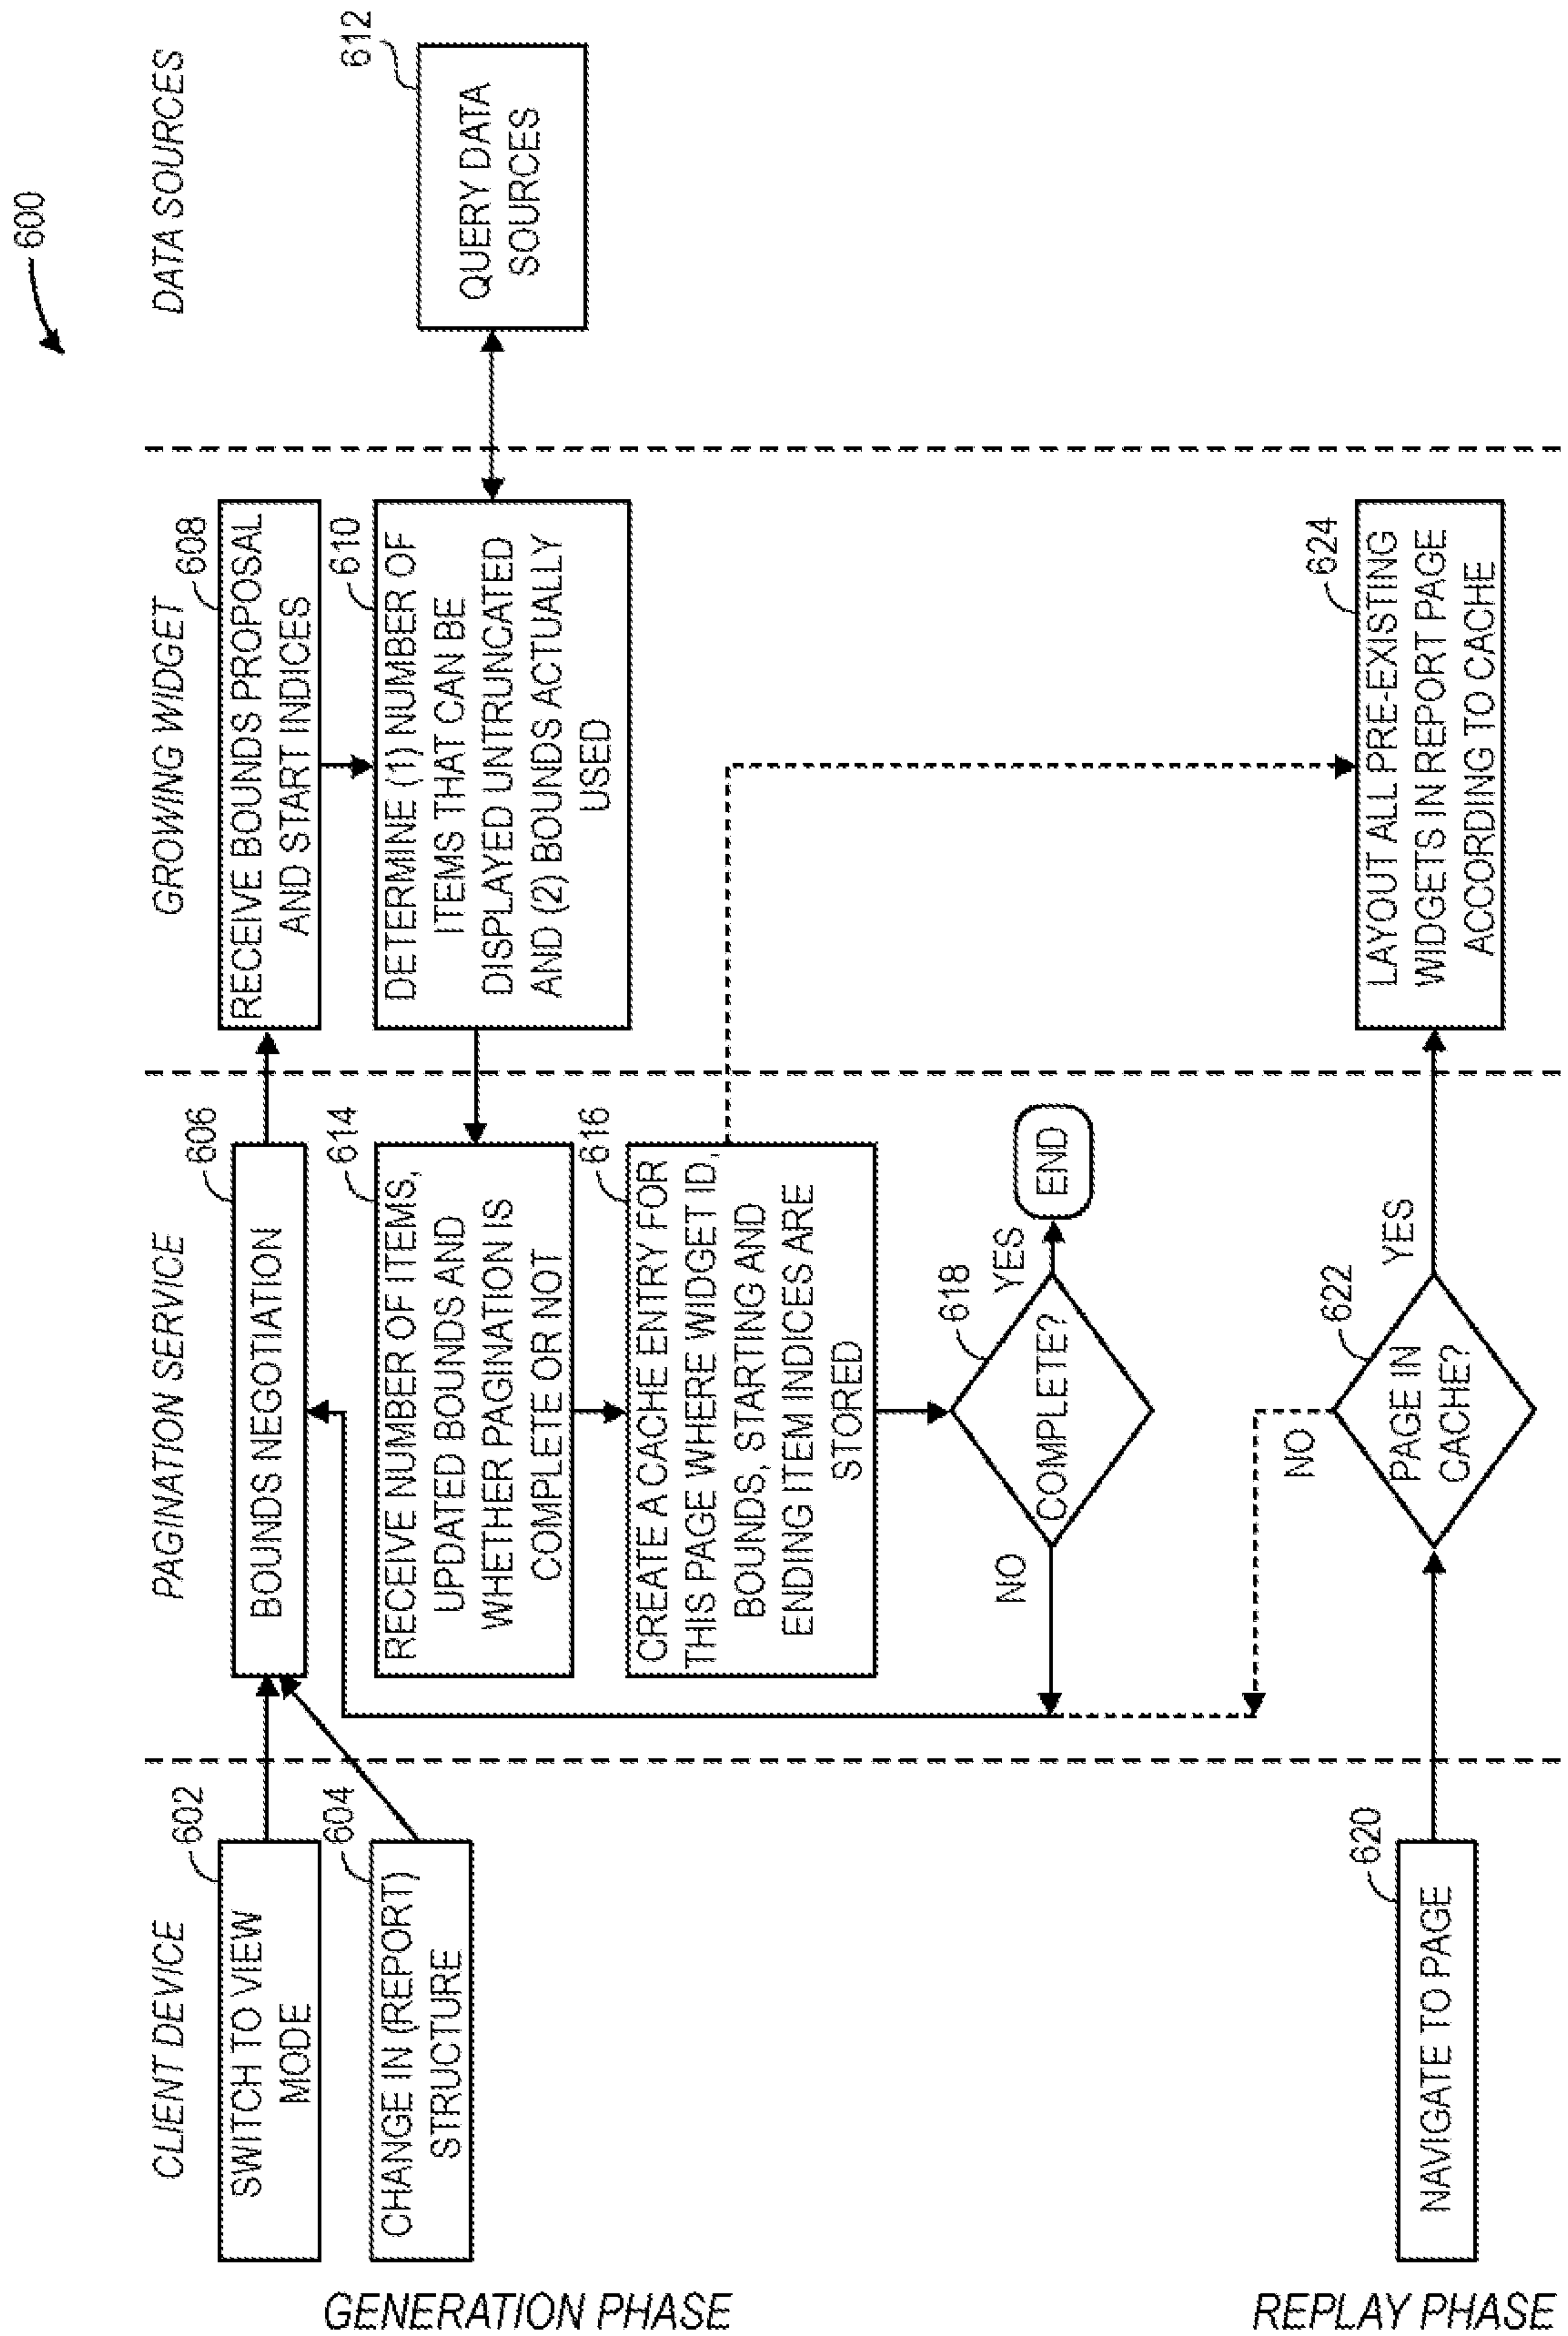 600
CLIENT DEVICE
PAGINATION SERVICE
GROWING WIDGET
DATA SOURCES
GENERATION PHASE
602
SWITCH TO VIEW
MODE
604
CHANGE IN (REPORT)
STRUCTURE
606
BOUNDS NEGOTIATION
608
RECEIVE BOUNDS PROPOSAL
AND START INDICES
610
DETERMINE (1) NUMBER OF
ITEMS THAT CAN BE
DISPLAYED UNTRUNCATED
AND (2) BOUNDS ACTUALLY
USED
612
QUERY DATA
SOURCES
614
RECEIVE NUMBER OF ITEMS,
UPDATED BOUNDS AND
WHETHER PAGINATION IS
COMPLETE OR NOT
616
CREATE A CACHE ENTRY FOR
THIS PAGE WHERE WIDGET ID,
BOUNDS, STARTING AND
ENDING ITEM INDICES ARE
STORED
618
COMPLETE?
NO
YES
END
REPLAY PHASE
620
NAVIGATE TO PAGE
622
PAGE IN
CACHE?
NO
YES
624
LAYOUT ALL PRE-EXISTING
WIDGETS IN REPORT PAGE
ACCORDING TO CACHE